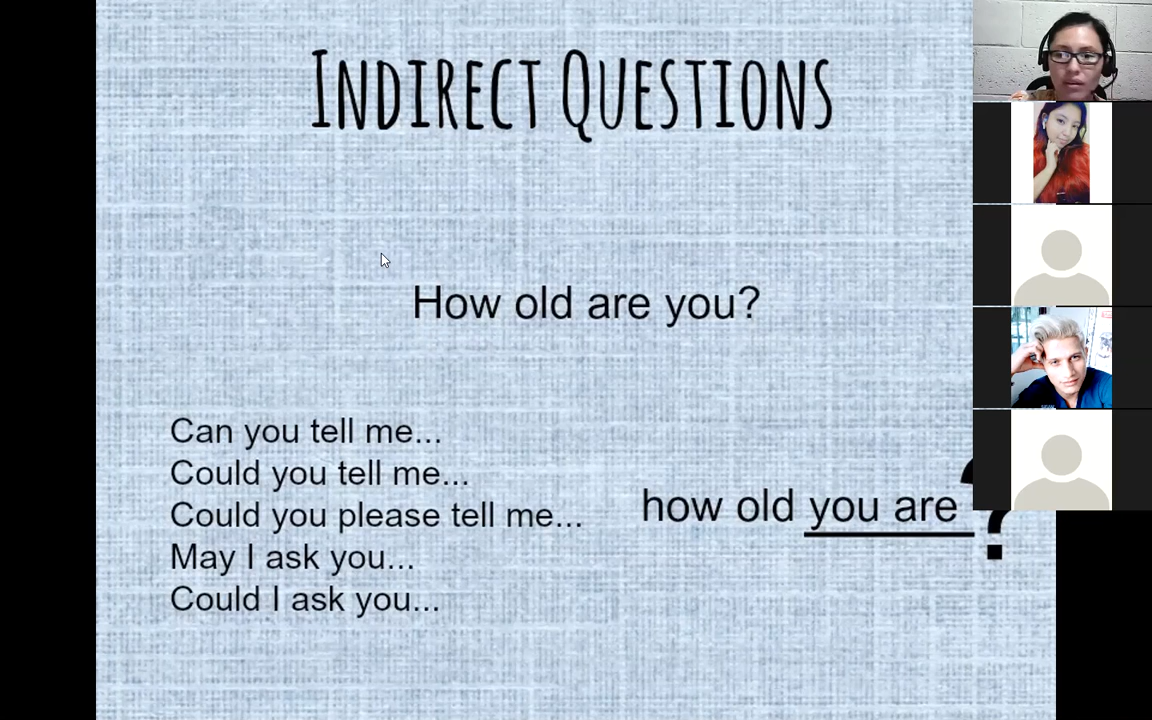 INDIRECT QUESTIONS
How old are you?
Can you tell me...
Could you tell me...
Could you please tell me...
May I ask you...
Could I ask you...
how old you are?